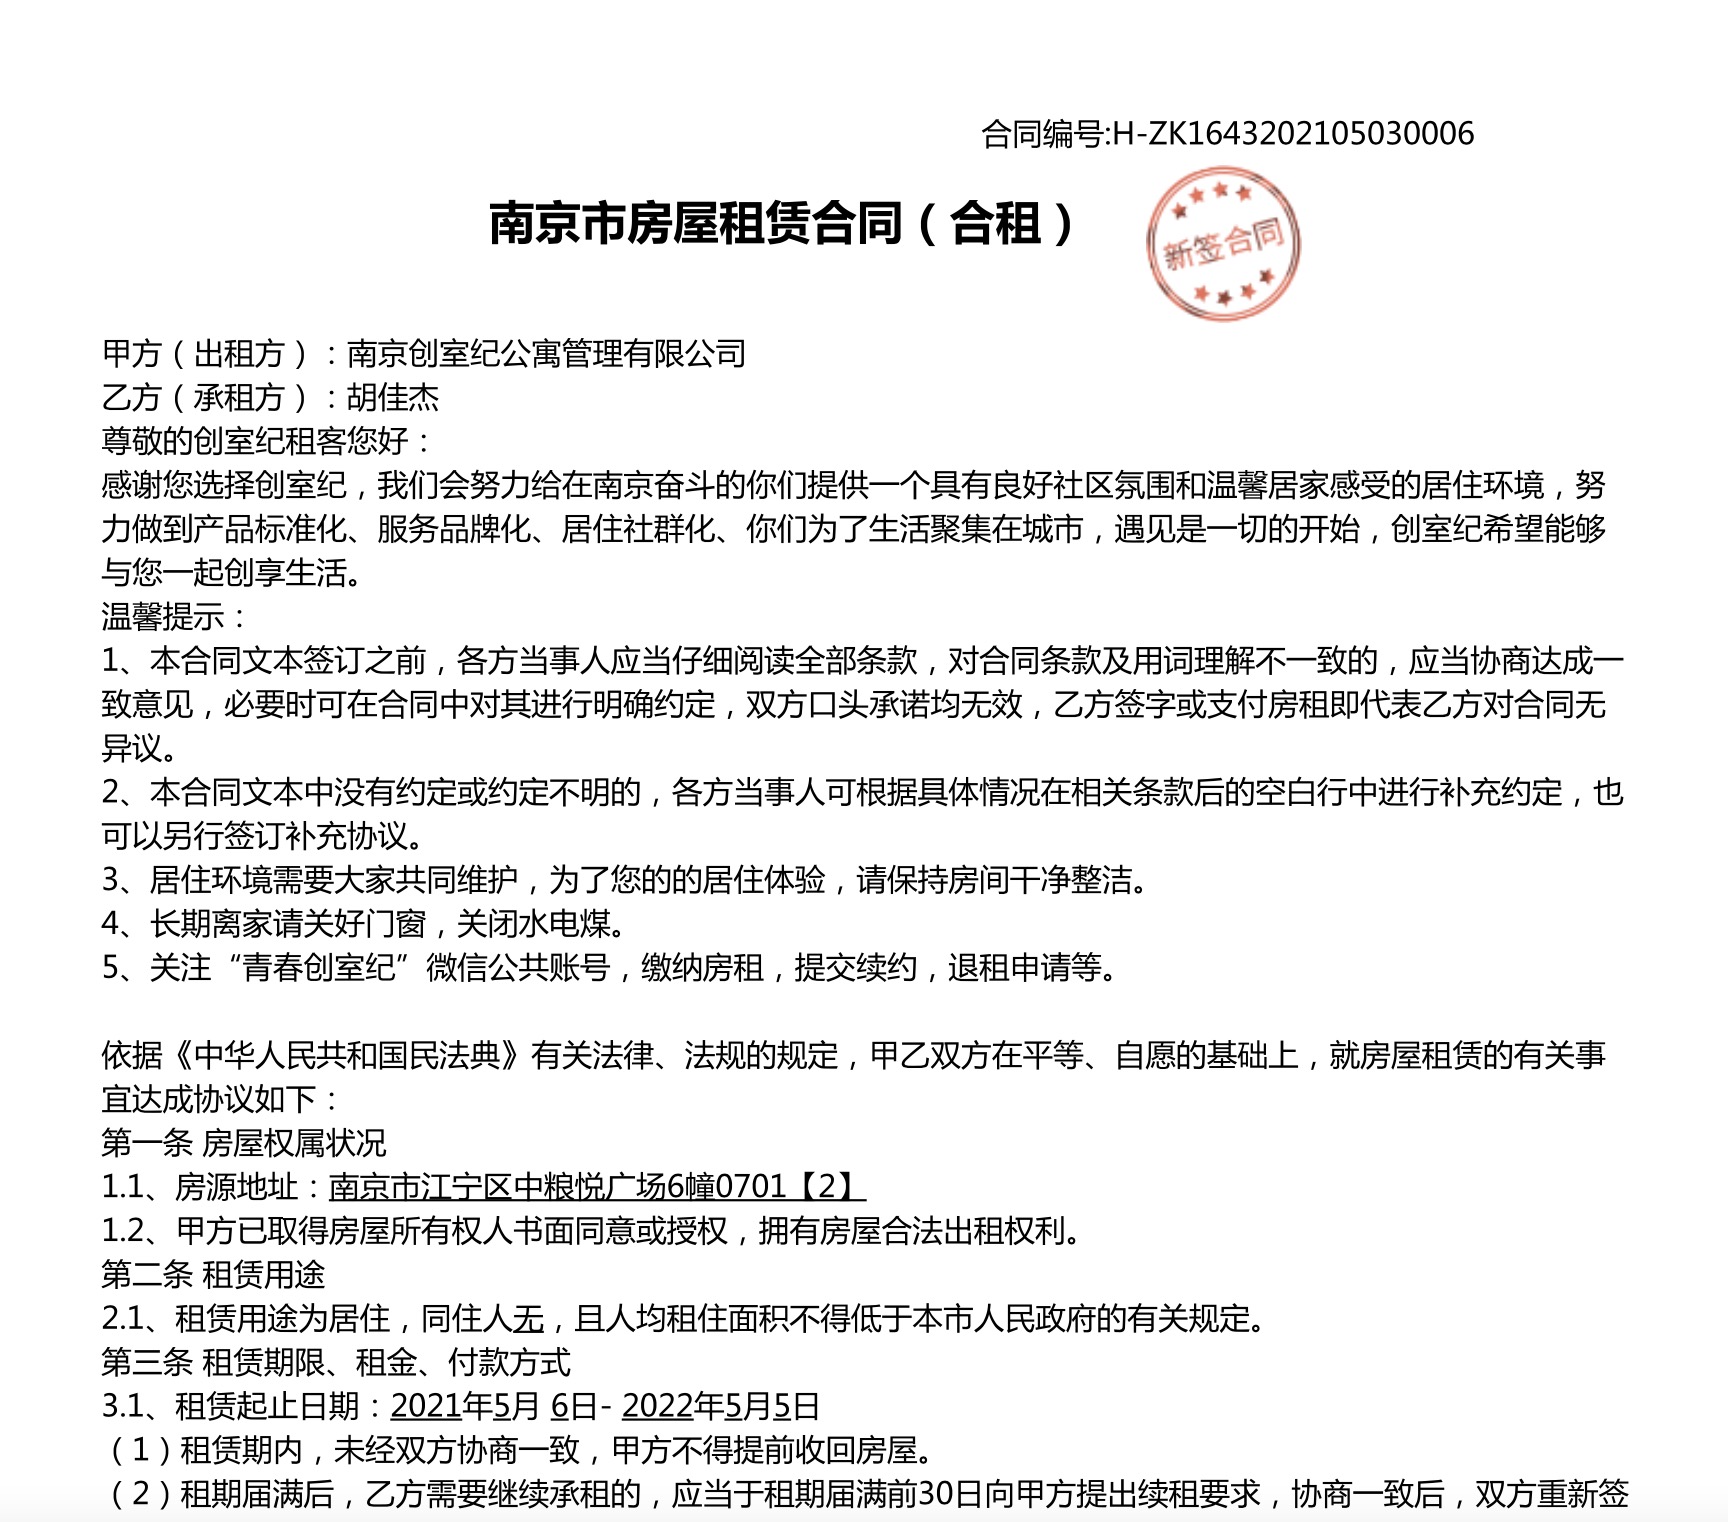 合同编号:H-ZK1643202105030006
南京市房屋租赁合同（合租）
新签合同
甲方（出租方）：南京创室纪公寓管理有限公司
乙方（承租方）：胡佳杰
尊敬的创室纪租客您好：
感谢您选择创室纪，我们会努力给在南京奋斗的你们提供一个具有良好社区氛围和温馨居家感受的居住环境，努
力做到产品标准化、服务品牌化、居住社群化、你们为了生活聚集在城市，遇见是一切的开始，创室纪希望能够
与您一起创享生活。
温馨提示：
1、本合同文本签订之前，各方当事人应当仔细阅读全部条款，对合同条款及用词理解不一致的，应当协商达成一
致意见，必要时可在合同中对其进行明确约定，双方口头承诺均无效，乙方签字或支付房租即代表乙方对合同无
异议。
2、本合同文本中没有约定或约定不明的，各方当事人可根据具体情况在相关条款后的空白行中进行补充约定，也
可以另行签订补充协议。
3、居住环境需要大家共同维护，为了您的的居住体验，请保持房间干净整洁。
4、长期离家请关好门窗，关闭水电煤。
5、关注“青春创室纪”微信公共账号，缴纳房租，提交续约，退租申请等。
依据《中华人民共和国民法典》有关法律、法规的规定，甲乙双方在平等、自愿的基础上，就房屋租赁的有关事
宜达成协议如下：
第一条 房屋权属状况
1.1、房源地址：南京市江宁区中粮悦广场6幢0701【2】
1.2、甲方已取得房屋所有权人书面同意或授权，拥有房屋合法出租权利。
第二条 租赁用途
2.1、租赁用途为居住，同住人无，且人均租住面积不得低于本市人民政府的有关规定。
第三条 租赁期限、租金、付款方式
3.1、租赁起止日期：2021年5月 6日- 2022年5月5日
（1）租赁期内，未经双方协商一致，甲方不得提前收回房屋。
（2）租期届满后，乙方需要继续承租的，应当于租期届满前30日向甲方提出续租要求，协商一致后，双方重新签